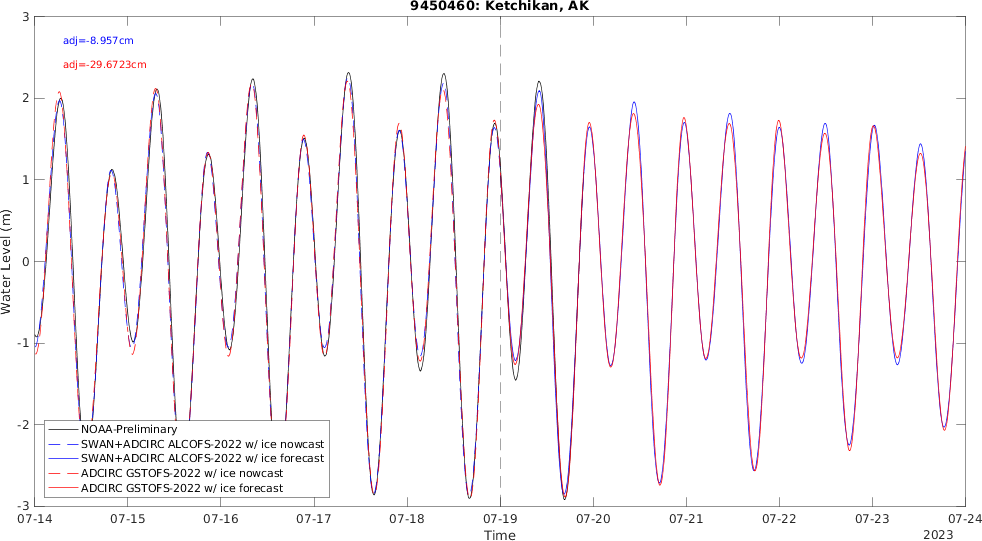 9450460: Ketchikan, AK
adj=-8.957cm
adj=-29.6723cm
3
2
1
0
-1
-2
-3
Water Level (m)
NOAA-Preliminary
SWAN+ADCIRC ALCOFS-2022 w/ ice nowcast
SWAN+ADCIRC ALCOFS-2022 w/ ice forecast
ADCIRC GSTOFS-2022 w/ ice nowcast
ADCIRC GSTOFS-2022 w/ ice forecast
07-14 07-15 07-16 07-17 07-18 07-19 07-20 07-21 07-22 07-23 07-24
Time
2023